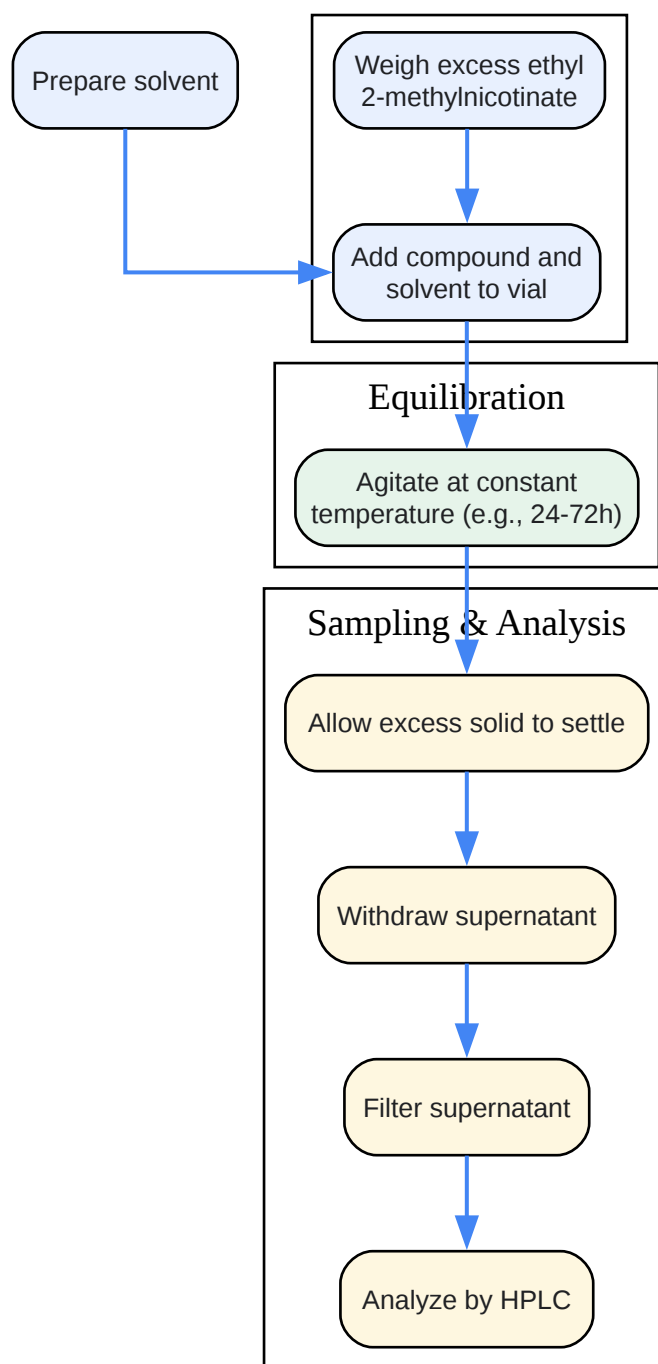 Prepare solvent
Weigh excess ethyl
2-methylnicotinate
Add compound and
solvent to vial
Equilibration
Agitate at constant
temperature (e.g., 24-72h)
Sampling & Analysis
Allow excess solid to settle
Withdraw supernatant
Filter supernatant
Analyze by HPLC